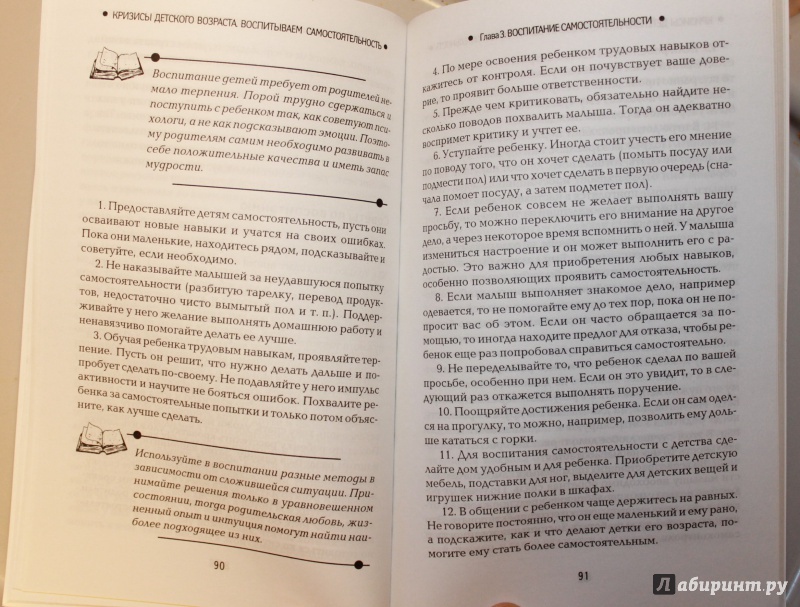 КРИЗИСЫ ДЕТСКОГО ВОЗРАСТА. ВОСПИТЫВАЕМ САМОСТОЯТЕЛЬНОСТЬ •
Воспитание детей требует от родителей не-
мало терпения. Порой трудно сдержаться и
поступить с ребенком так, как советуют пси-
хологи, а не как подсказывают эмоции. Поэто-
му родителям самим необходимо развивать в
себе положительные качества и иметь запас
мудрости.
1. Предоставляйте детям самостоятельность, пусть они
осваивают новые навыки и учатся на своих ошибках.
Пока они маленькие, находитесь рядом, подсказывайте и
советуйте, если необходимо.
2. Не наказывайте малышей за неудавшуюся попытку
самостоятельности (разбитую тарелку, перевод продук-
тов, недостаточно чисто вымытый пол и т. п.). Поддер-
живайте у него желание выполнять домашнюю работу и
ненавязчиво помогайте делать ее лучше.
3. Обучая ребенка трудовым навыкам, проявляйте тер-
пение. Пусть он решит, что нужно делать дальше и по-
пробует сделать по-своему. Не подавляйте у него импульс
активности и научите не бояться ошибок. Похвалите ре-
бенка за самостоятельные попытки и только потом объяс-
ните, как лучше сделать.
Используйте в воспитании разные методы в
зависимости от сложившейся ситуации. При-
нимайте решения только в уравновешенном
состоянии, тогда родительская любовь, жиз-
ненный опыт и интуиция помогут найти наи-
более подходящее из них.
90
• Глава 3. ВОСПИТАНИЕ САМОСТОЯТЕЛЬНОСТИ •
4. По мере освоения ребенком трудовых навыков от-
кажитесь от контроля. Если он почувствует ваше дове-
рие, то проявит больше ответственности.
5. Прежде чем критиковать, обязательно найдите не-
сколько поводов похвалить малыша. Тогда он адекватно
воспримет критику и учтет ее.
6. Уступайте ребенку. Иногда стоит учесть его мнение
по поводу того, что он хочет сделать (помыть посуду или
подмести пол) или что хочет сделать в первую очередь (сна-
чала помоет посуду, а затем подметет пол).
7. Если ребенок совсем не желает выполнять вашу
просьбу, то можно переключить его внимание на другое
дело, а через некоторое время вспомнить о ней. У малыша
измениться настроение и он может выполнить его с ра-
достью. Это важно для приобретения любых навыков,
особенно позволяющих проявить самостоятельность.
8. Если малыш выполняет знакомое дело, например
одевается, то не помогайте ему до тех пор, пока он не по-
просит вас об этом. Если он часто обращается за по-
мощью, то иногда находите предлог для отказа, чтобы ре-
бенок еще раз попробовал справиться самостоятельно.
9. Не переделывайте то, что ребенок сделал по вашей
просьбе, особенно при нем. Если он это увидит, то в сле-
дующий раз откажется выполнять поручение.
10. Поощряйте достижения ребенка. Если он сам одел-
ся на прогулку, то можно, например, позволить ему доль-
ше кататься с горки.
11. Для воспитания самостоятельности с детства сде-
лайте дом удобным и для ребенка. Приобретите детскую
мебель, подставки для ног, выделите для детских вещей и
игрушек нижние полки в шкафах.
12. В общении с ребенком чаще держитесь на равных.
Не говорите постоянно, что он еще маленький и ему рано,
а подскажите, как и что делают детки его возраста, по-
могите ему стать более самостоятельным.
91
Лабиринт.ру